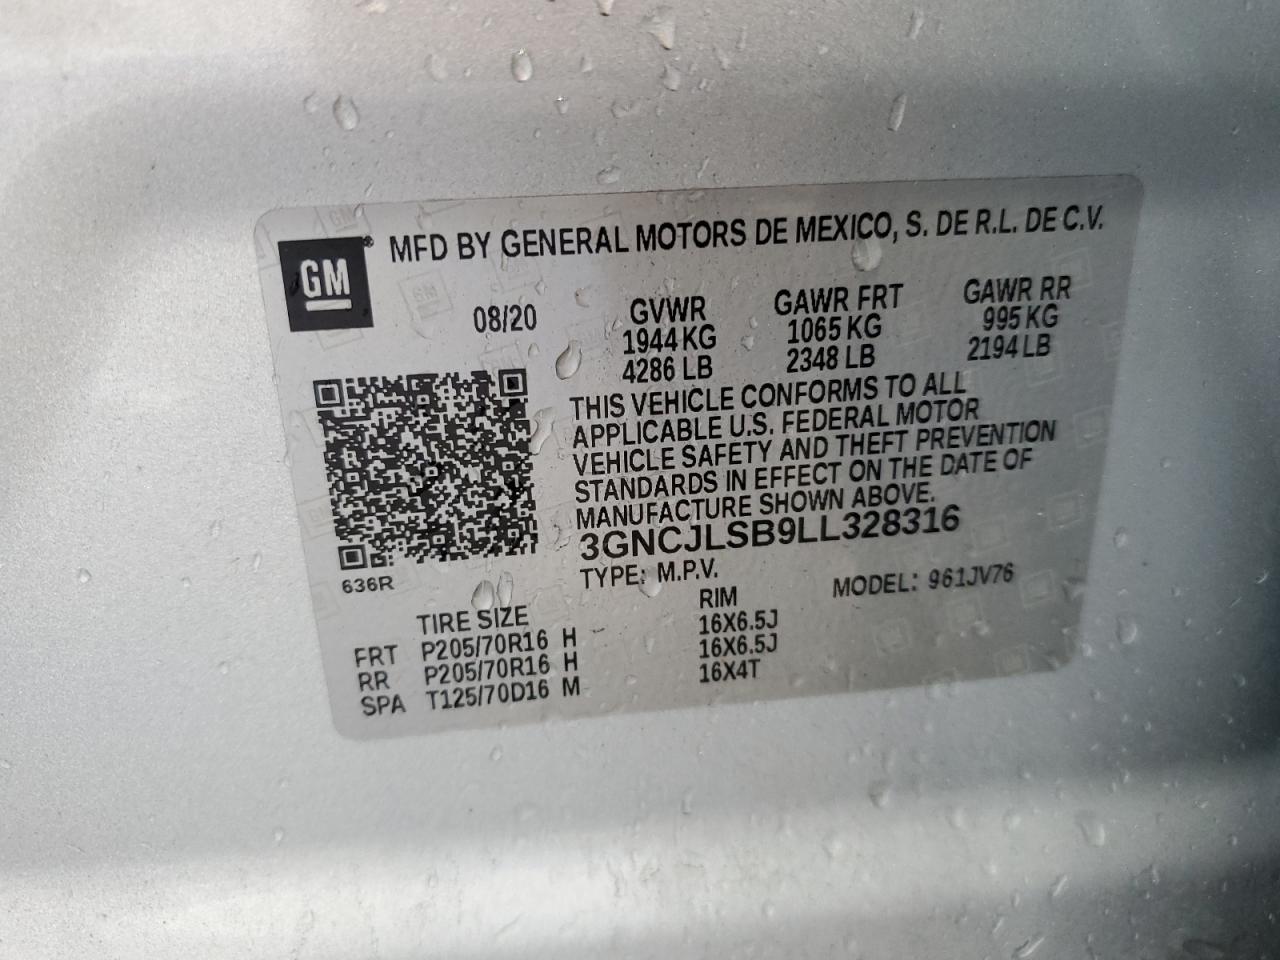 GM ® MFD BY GENERAL MOTORS DE MEXICO, S. DE R.L. DE C.V.
08/20 GVWR GAWR FRT GAWR RR
1944 KG 1065 KG 995 KG
4286 LB 2348 LB 2194 LB
THIS VEHICLE CONFORMS TO ALL
APPLICABLE U.S. FEDERAL MOTOR
VEHICLE SAFETY AND THEFT PREVENTION
STANDARDS IN EFFECT ON THE DATE OF
MANUFACTURE SHOWN ABOVE.
3GNCJLSB9LL328316
636R
TYPE: M.P.V. MODEL: 961JV76
TIRE SIZE RIM
FRT P205/70R16 H 16X6.5J
RR P205/70R16 H 16X6.5J
SPA T125/70D16 M 16X4T